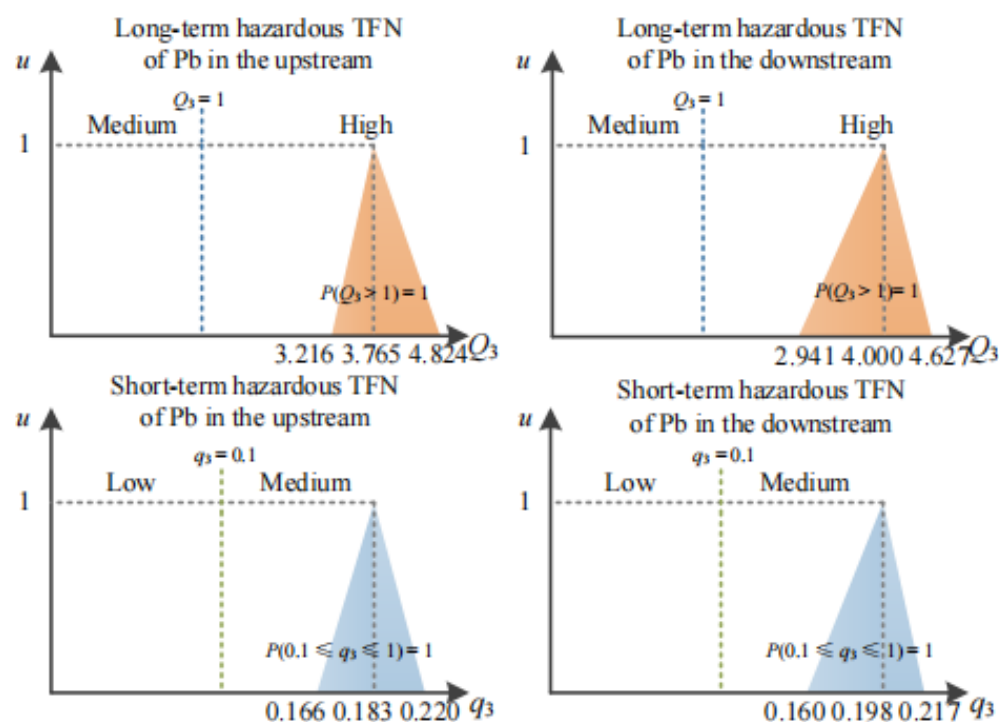 Long-term hazardous TFN
of Pb in the upstream
u
Q₃ = 1
Medium
High
1
P(Q₃ > 1) = 1
3.216 3.765 4.824 Q₃
Long-term hazardous TFN
of Pb in the downstream
u
Q₃ = 1
Medium
High
1
P(Q₃ > 1) = 1
2.941 4.000 4.627 Q₃
Short-term hazardous TFN
of Pb in the upstream
u
q₃ = 0.1
Low
Medium
1
P(0.1 ⩽ q₃ ⩽ 1) = 1
0.166 0.183 0.220 q₃
Short-term hazardous TFN
of Pb in the downstream
u
q₃ = 0.1
Low
Medium
1
P(0.1 ⩽ q₃ ⩽ 1) = 1
0.160 0.198 0.217 q₃